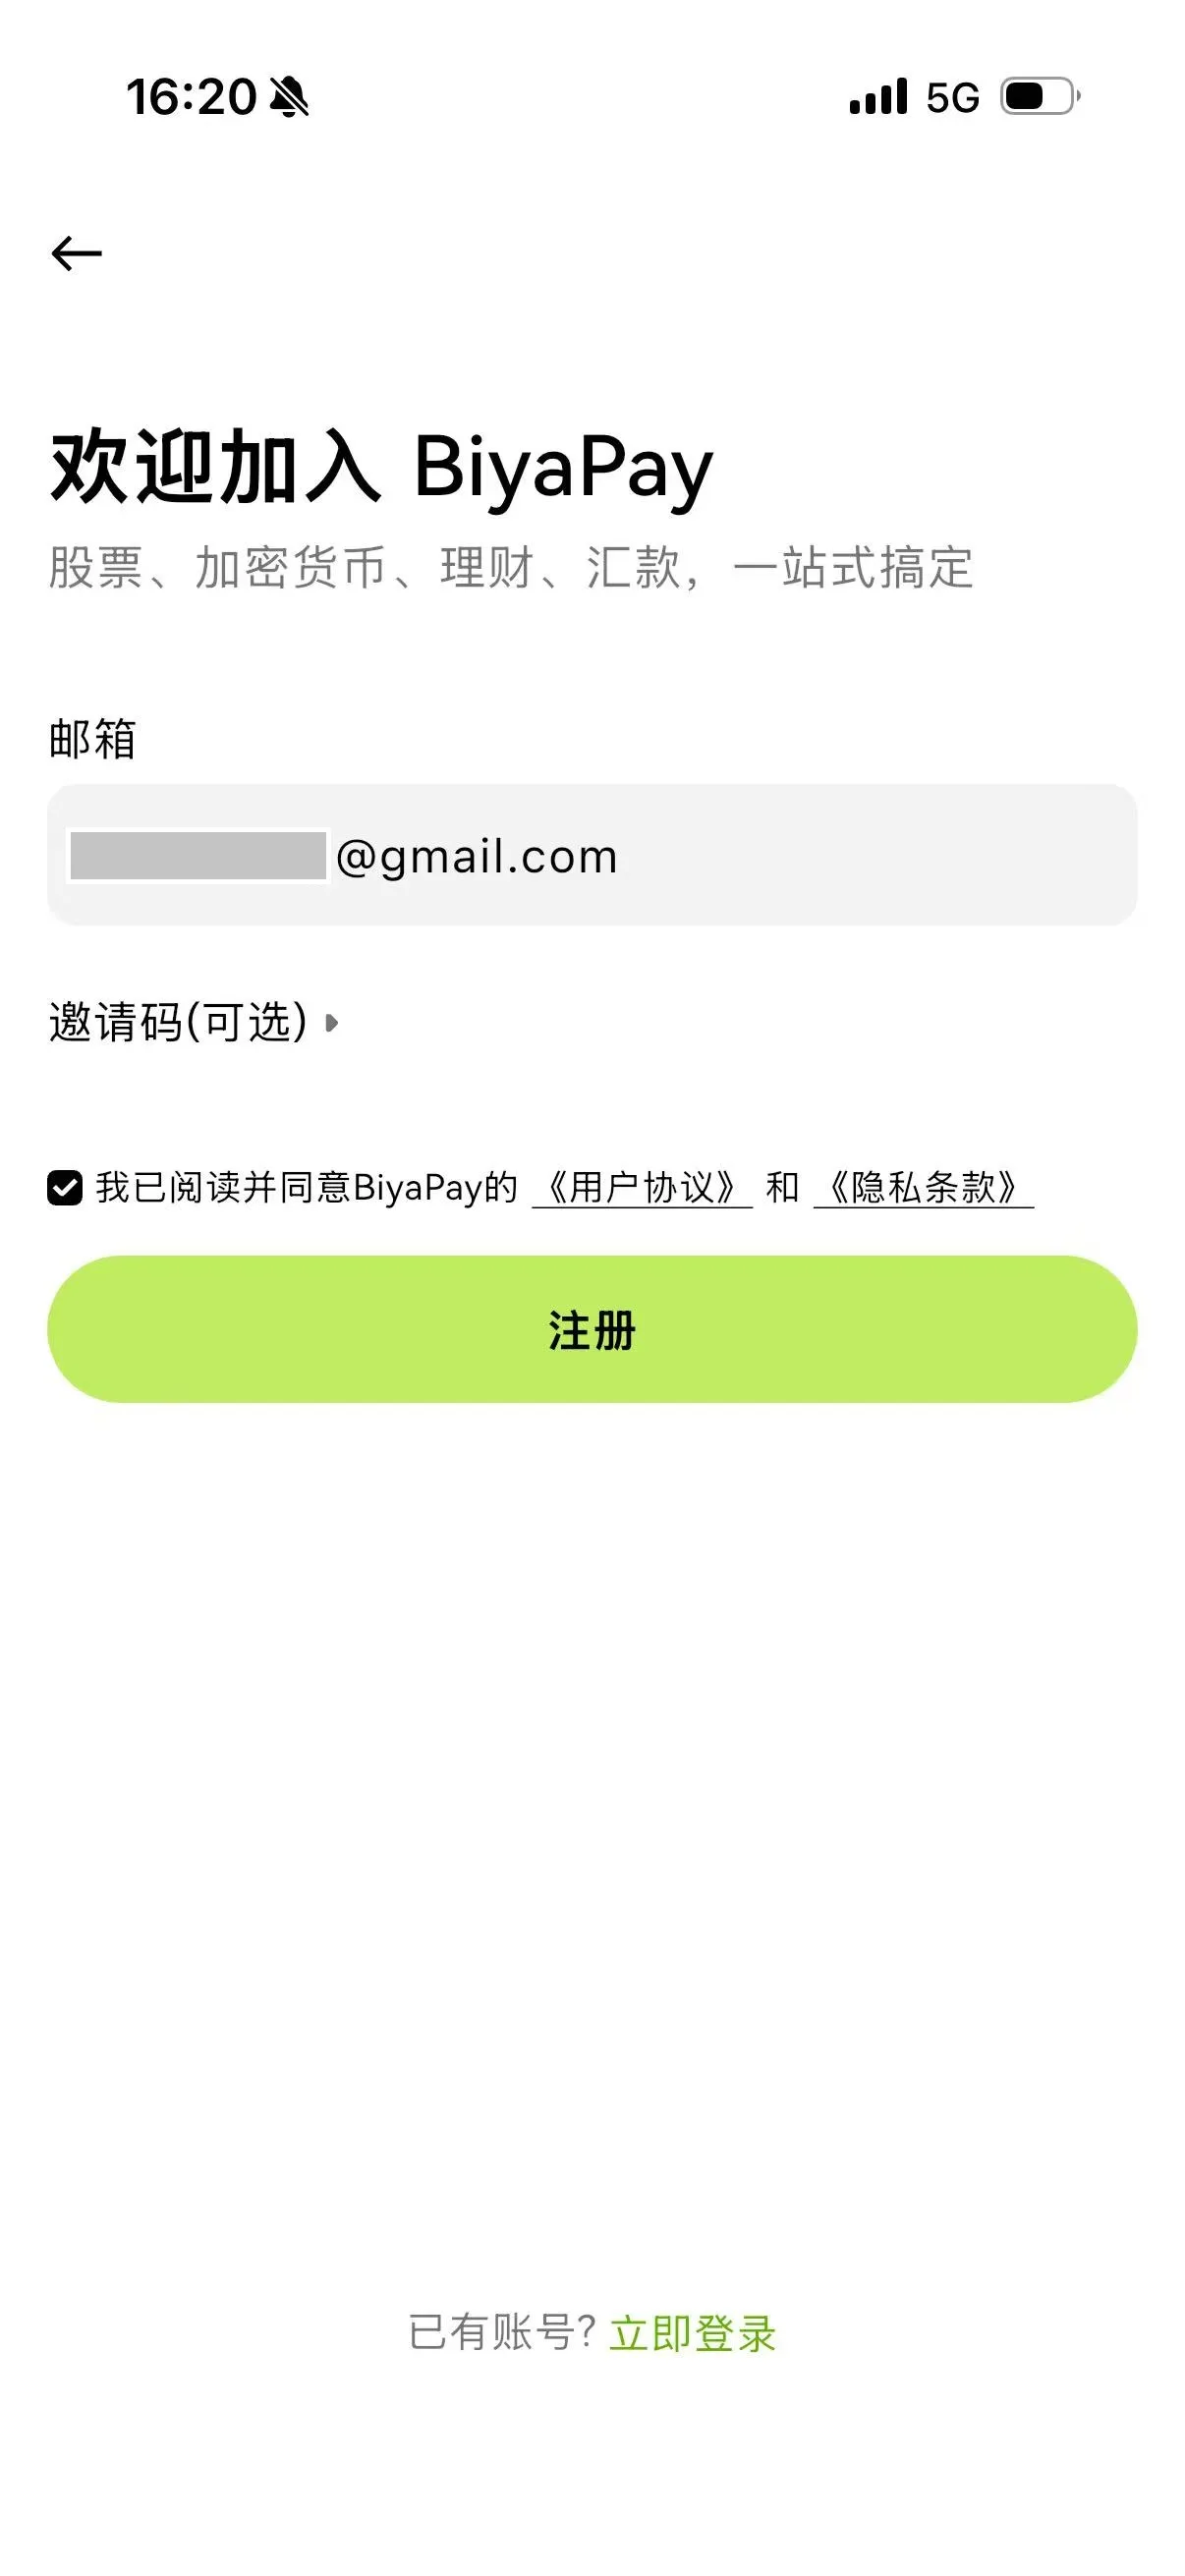 16:20
5G
欢迎加入 BiyaPay
股票、加密货币、理财、汇款，一站式搞定
邮箱
@gmail.com
邀请码(可选)
我已阅读并同意BiyaPay的 《用户协议》 和 《隐私条款》
注册
已有账号? 立即登录